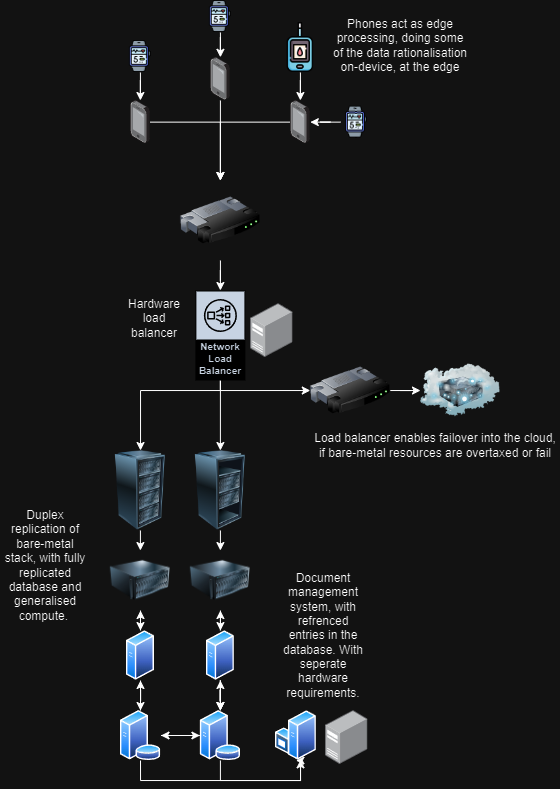 Phones act as edge
processing, doing some
of the data rationalisation
on-device, at the edge
5
5
5
Hardware
load
balancer
Network
Load
Balancer
Load balancer enables failover into the cloud,
if bare-metal resources are overtaxed or fail
Duplex
replication of
bare-metal
stack, with fully
replicated
database and
generalised
compute.
Document
management
system, with
refrenced
entries in the
database. With
seperate
hardware
requirements.